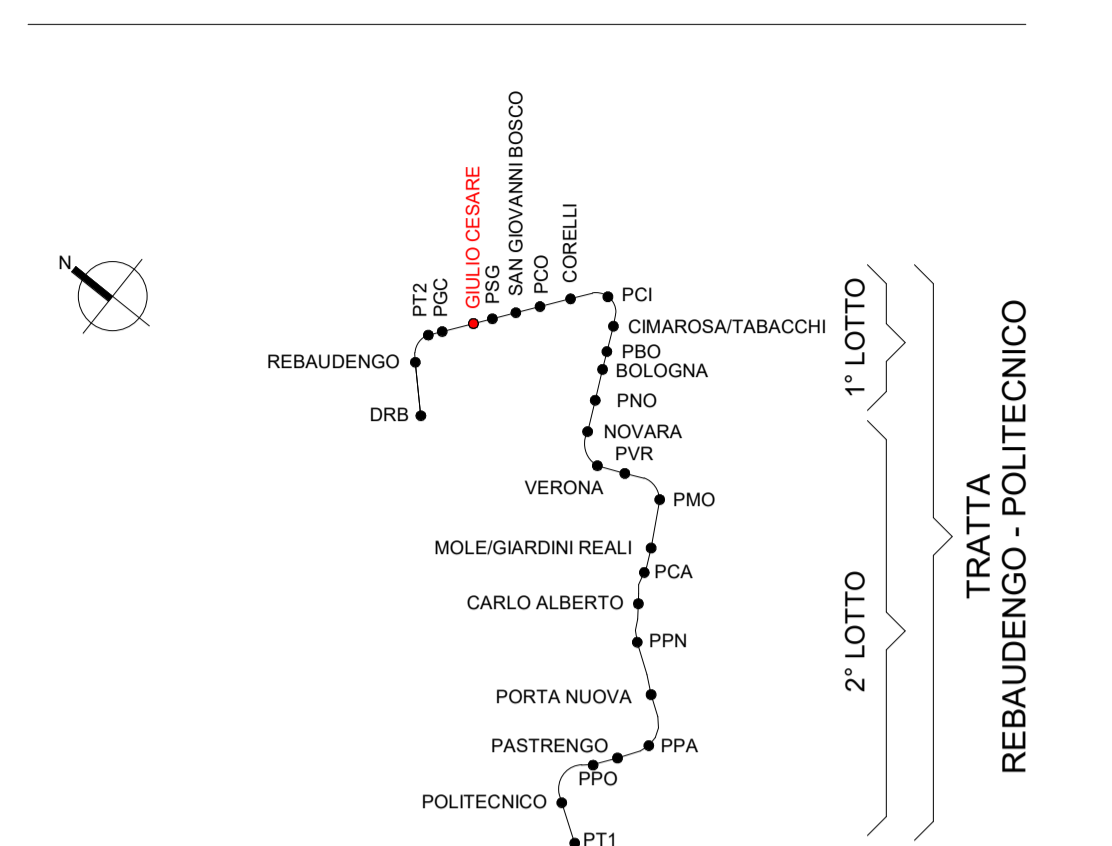 N
PT2
PGC
GIULIO CESARE
PSG
SAN GIOVANNI BOSCO
PCO
CORELLI
PCI
CIMAROSA/TABACCHI
REBAUDENGO
PBO
BOLOGNA
DRB
PNO
NOVARA
PVR
VERONA
PMO
MOLE/GIARDINI REALI
PCA
CARLO ALBERTO
PPN
PORTA NUOVA
PASTRENGO
PPA
PPO
POLITECNICO
PT1
1° LOTTO
2° LOTTO
TRATTA
REBAUDENGO - POLITECNICO